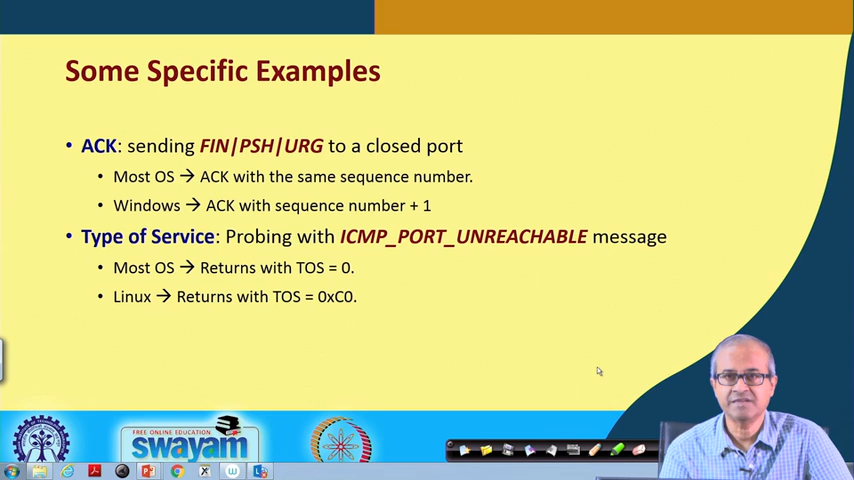 Some Specific Examples
• ACK: sending FIN|PSH|URG to a closed port
• Most OS → ACK with the same sequence number.
• Windows → ACK with sequence number + 1
• Type of Service: Probing with ICMP_PORT_UNREACHABLE message
• Most OS → Returns with TOS = 0.
• Linux → Returns with TOS = 0xC0.
FREE ONLINE EDUCATION
swayam